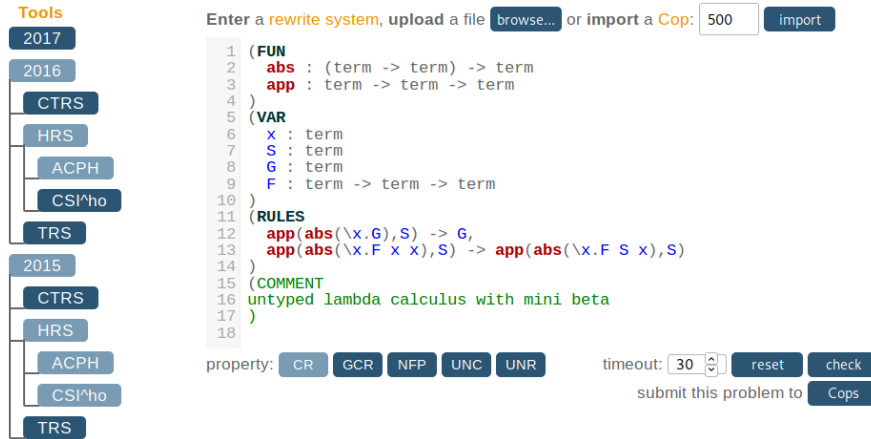 Tools
2017
2016
CTRS
HRS
ACPH
CSI^ho
TRS
2015
CTRS
HRS
ACPH
CSI^ho
TRS
Enter a rewrite system, upload a file browse... or import a Cop: 500 import
1 (FUN
2 abs : (term -> term) -> term
3 app : term -> term -> term
4 )
5 (VAR
6 x : term
7 S : term
8 G : term
9 F : term -> term -> term
10 )
11 (RULES
12 app(abs(\x.G),S) -> G,
13 app(abs(\x.F x x),S) -> app(abs(\x.F S x),S)
14 )
15 (COMMENT
16 untyped lambda calculus with mini beta
17 )
18
property: CR GCR NFP UNC UNR timeout: 30 reset check
submit this problem to Cops